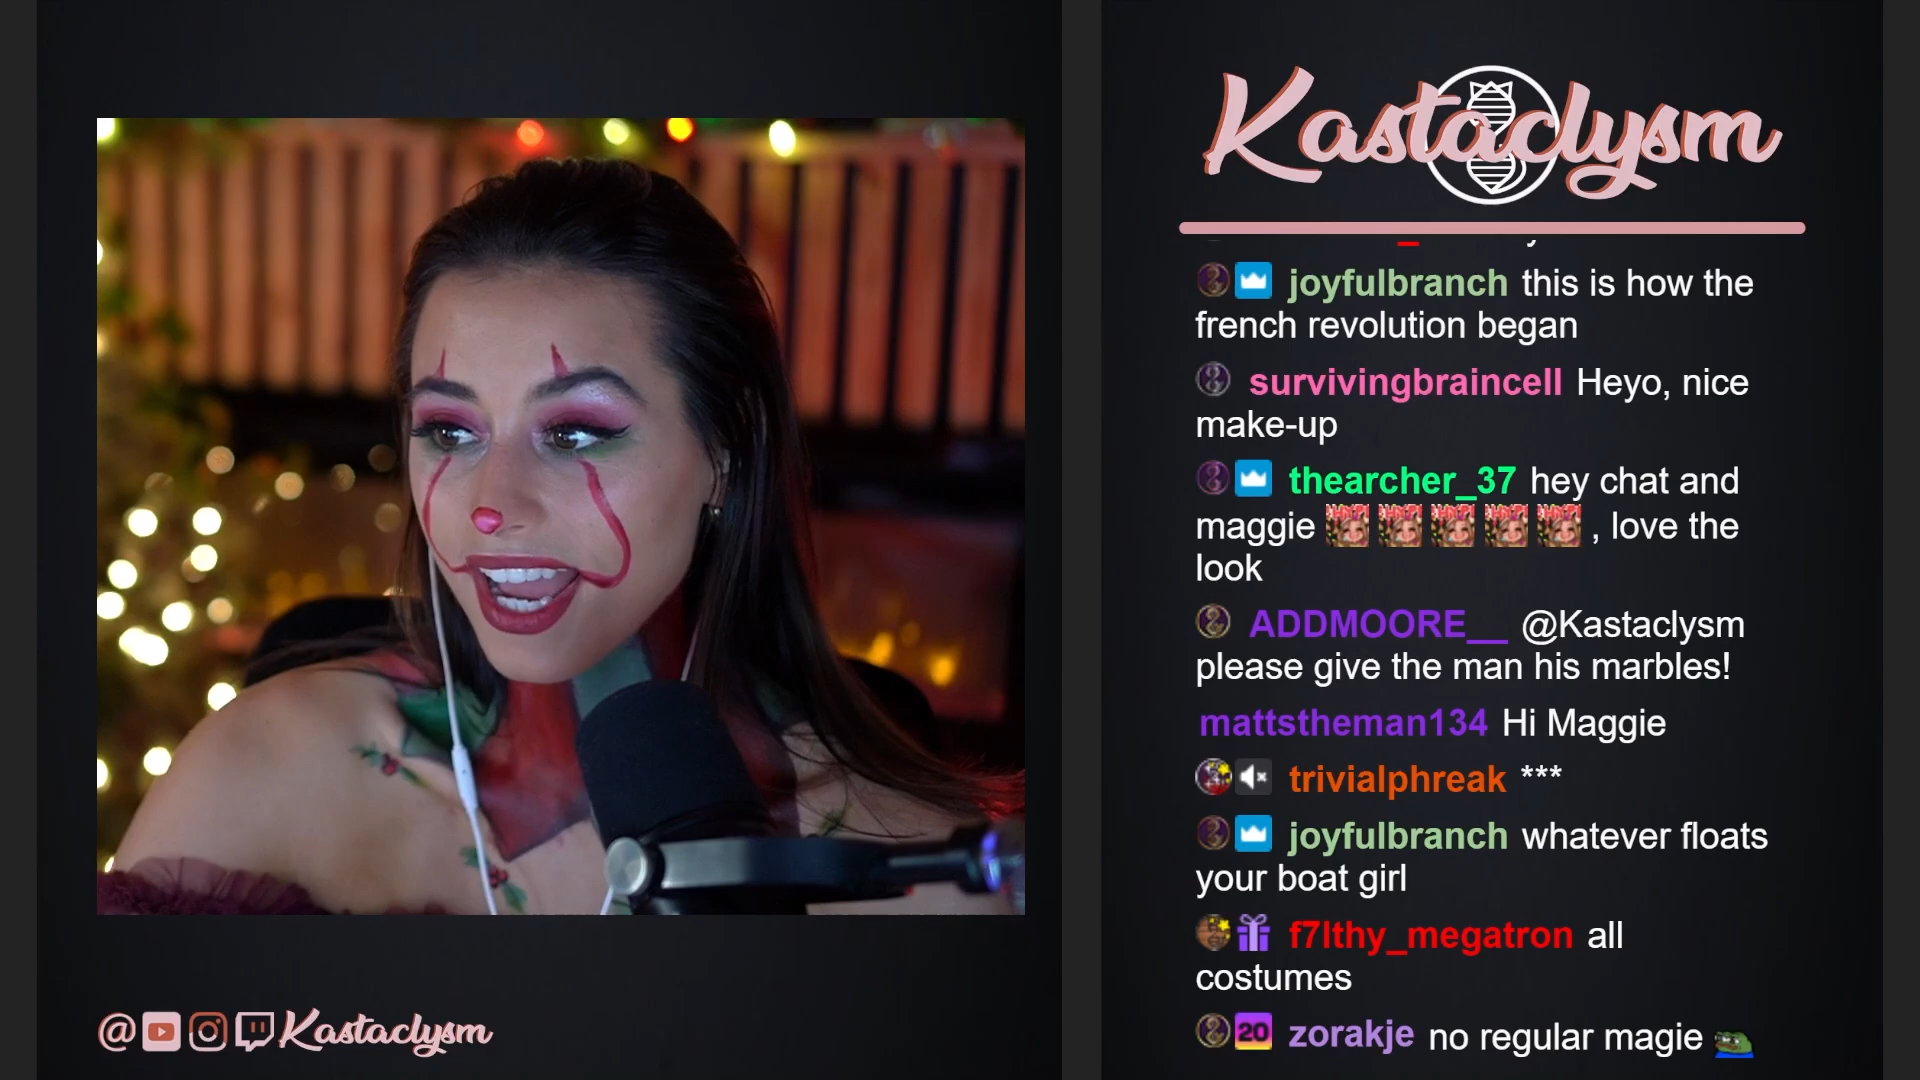 Kastaclysm
joyfulbranch this is how the
french revolution began
survivingbraincell Heyo, nice
make-up
thearcher_37 hey chat and
maggie , love the
look
ADDMOORE__ @Kastaclysm
please give the man his marbles!
mattstheman134 Hi Maggie
trivialphreak ***
joyfulbranch whatever floats
your boat girl
f7lthy_megatron all
costumes
20 zorakje no regular magie
@ Kastaclysm